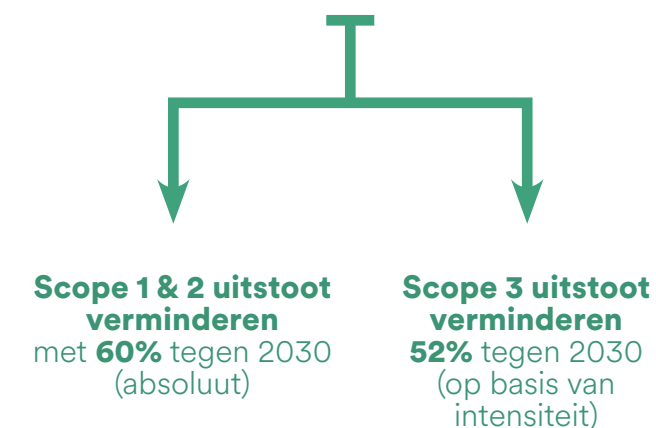 Scope 1 & 2 uitstoot
verminderen
met 60% tegen 2030
(absoluut)
Scope 3 uitstoot
verminderen
52% tegen 2030
(op basis van
intensiteit)